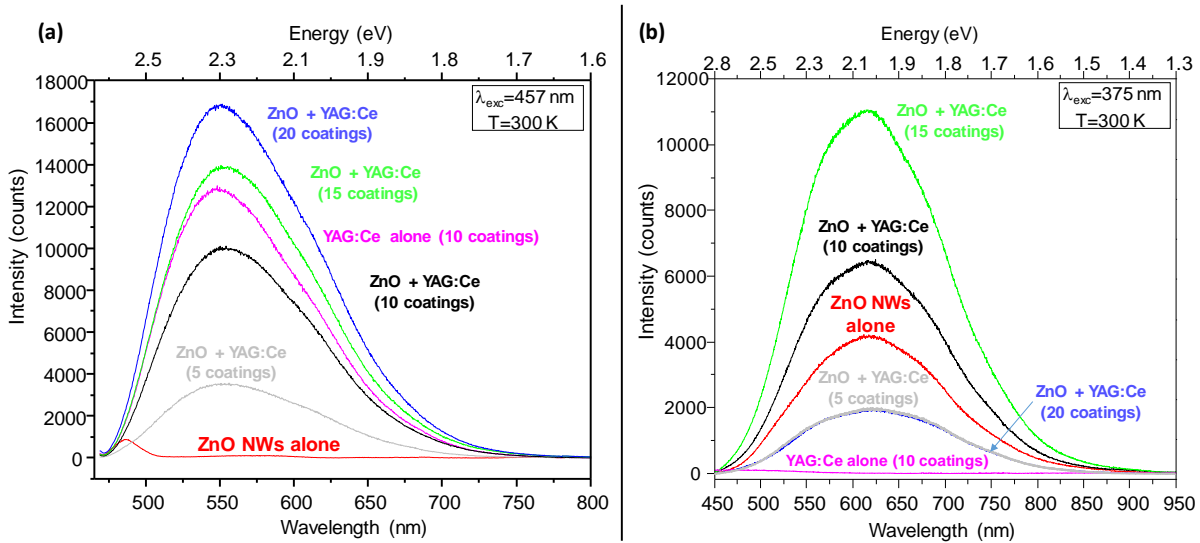 (a)
Energy (eV)
2.5 2.3 2.1 1.9 1.8 1.7 1.6
λexc=457 nm
T=300 K
18000
16000
14000
12000
10000
8000
6000
4000
2000
0
Intensity (counts)
ZnO + YAG:Ce
(20 coatings)
ZnO + YAG:Ce
(15 coatings)
YAG:Ce alone (10 coatings)
ZnO + YAG:Ce
(10 coatings)
ZnO + YAG:Ce
(5 coatings)
ZnO NWs alone
500 550 600 650 700 750 800
Wavelength (nm)
(b)
Energy (eV)
2.8 2.5 2.3 2.1 1.9 1.8 1.7 1.6 1.5 1.4 1.3
λexc=375 nm
T=300 K
12000
10000
8000
6000
4000
2000
0
Intensity (counts)
ZnO + YAG:Ce
(15 coatings)
ZnO + YAG:Ce
(10 coatings)
ZnO NWs
alone
ZnO + YAG:Ce
(5 coatings)
ZnO + YAG:Ce
(20 coatings)
YAG:Ce alone (10 coatings)
450 500 550 600 650 700 750 800 850 900 950
Wavelength (nm)